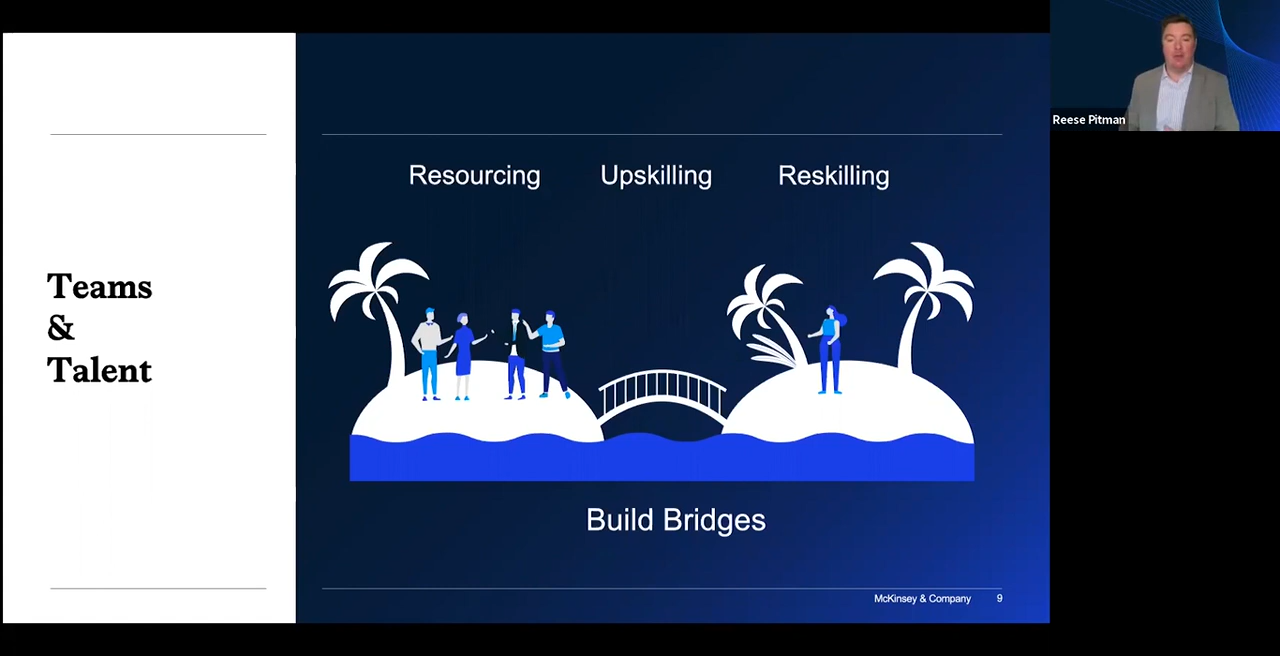 Teams
&
Talent
Resourcing Upskilling Reskilling
Build Bridges
McKinsey & Company 9
Reese Pitman